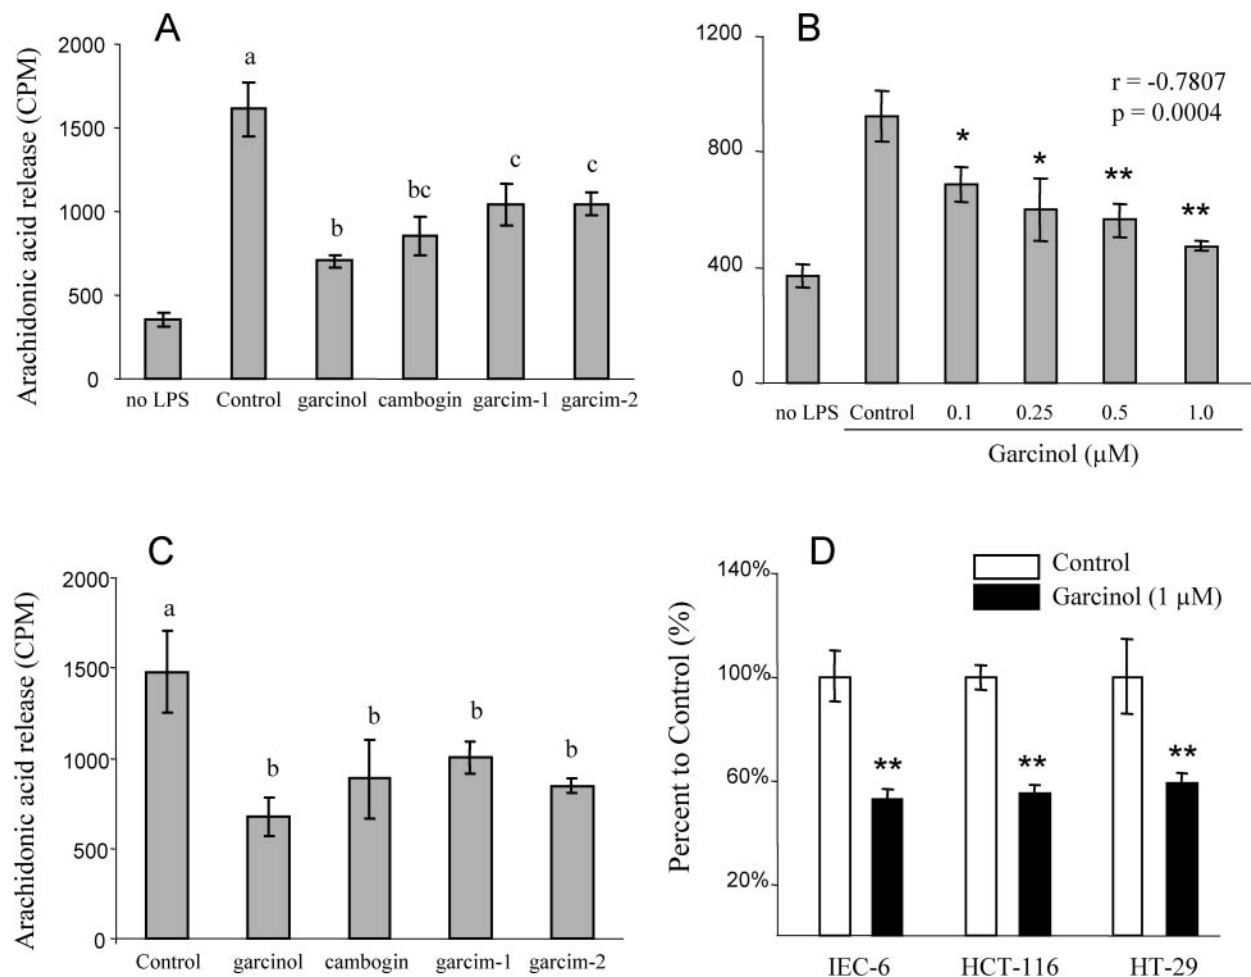 A
Arachidonic acid release (CPM)
2000
1500
1000
500
0
a
b
bc
c
c
no LPS Control garcinol cambogin garcim-1 garcim-2
B
1200
800
400
0
r = -0.7807
p = 0.0004
*
*
**
**
no LPS Control 0.1 0.25 0.5 1.0
Garcinol (μM)
C
Arachidonic acid release (CPM)
2000
1500
1000
500
0
a
b
b
b
b
Control garcinol cambogin garcim-1 garcim-2
D
Percent to Control (%)
140%
100%
60%
20%
Control
Garcinol (1 μM)
**
**
**
IEC-6 HCT-116 HT-29